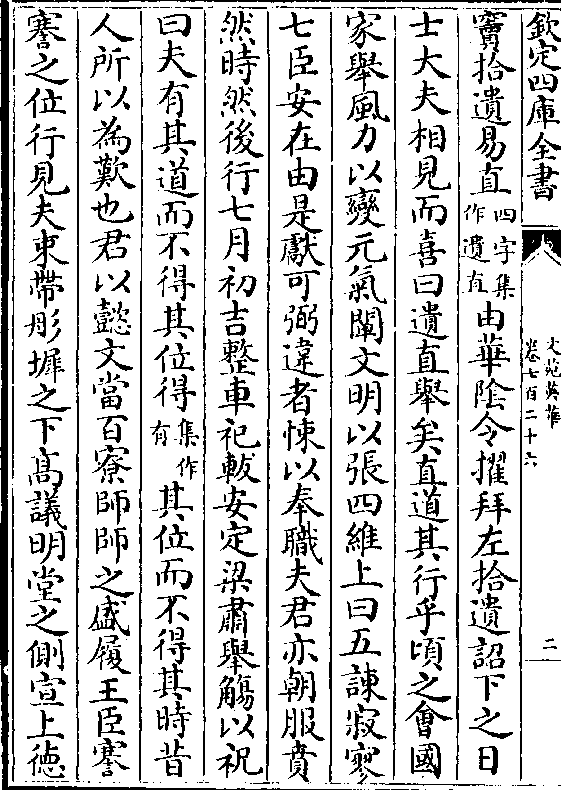 欽定四庫全書
文苑英華
卷七百二十六
二
竇拾遺易直四字集作遺直由華陰令擢拜左拾遺詔下之日
士大夫相見而喜曰遺直舉矣直道其行乎頃之會國
家舉風力以變元氣闡文明以張四維上曰五諫寂寥
七臣安在由是獻可弼違者悚以奉職夫君亦朝服賁
然時然後行七月初吉整車祀軷安定梁肅舉觴以祝
曰夫有其道而不得其位得集作有其位而不得其時昔
人所以為歎也君以懿文當百寮師師之盛履王臣謇
謇之位行見夫束帶彤墀之下高議明堂之側宣上徳